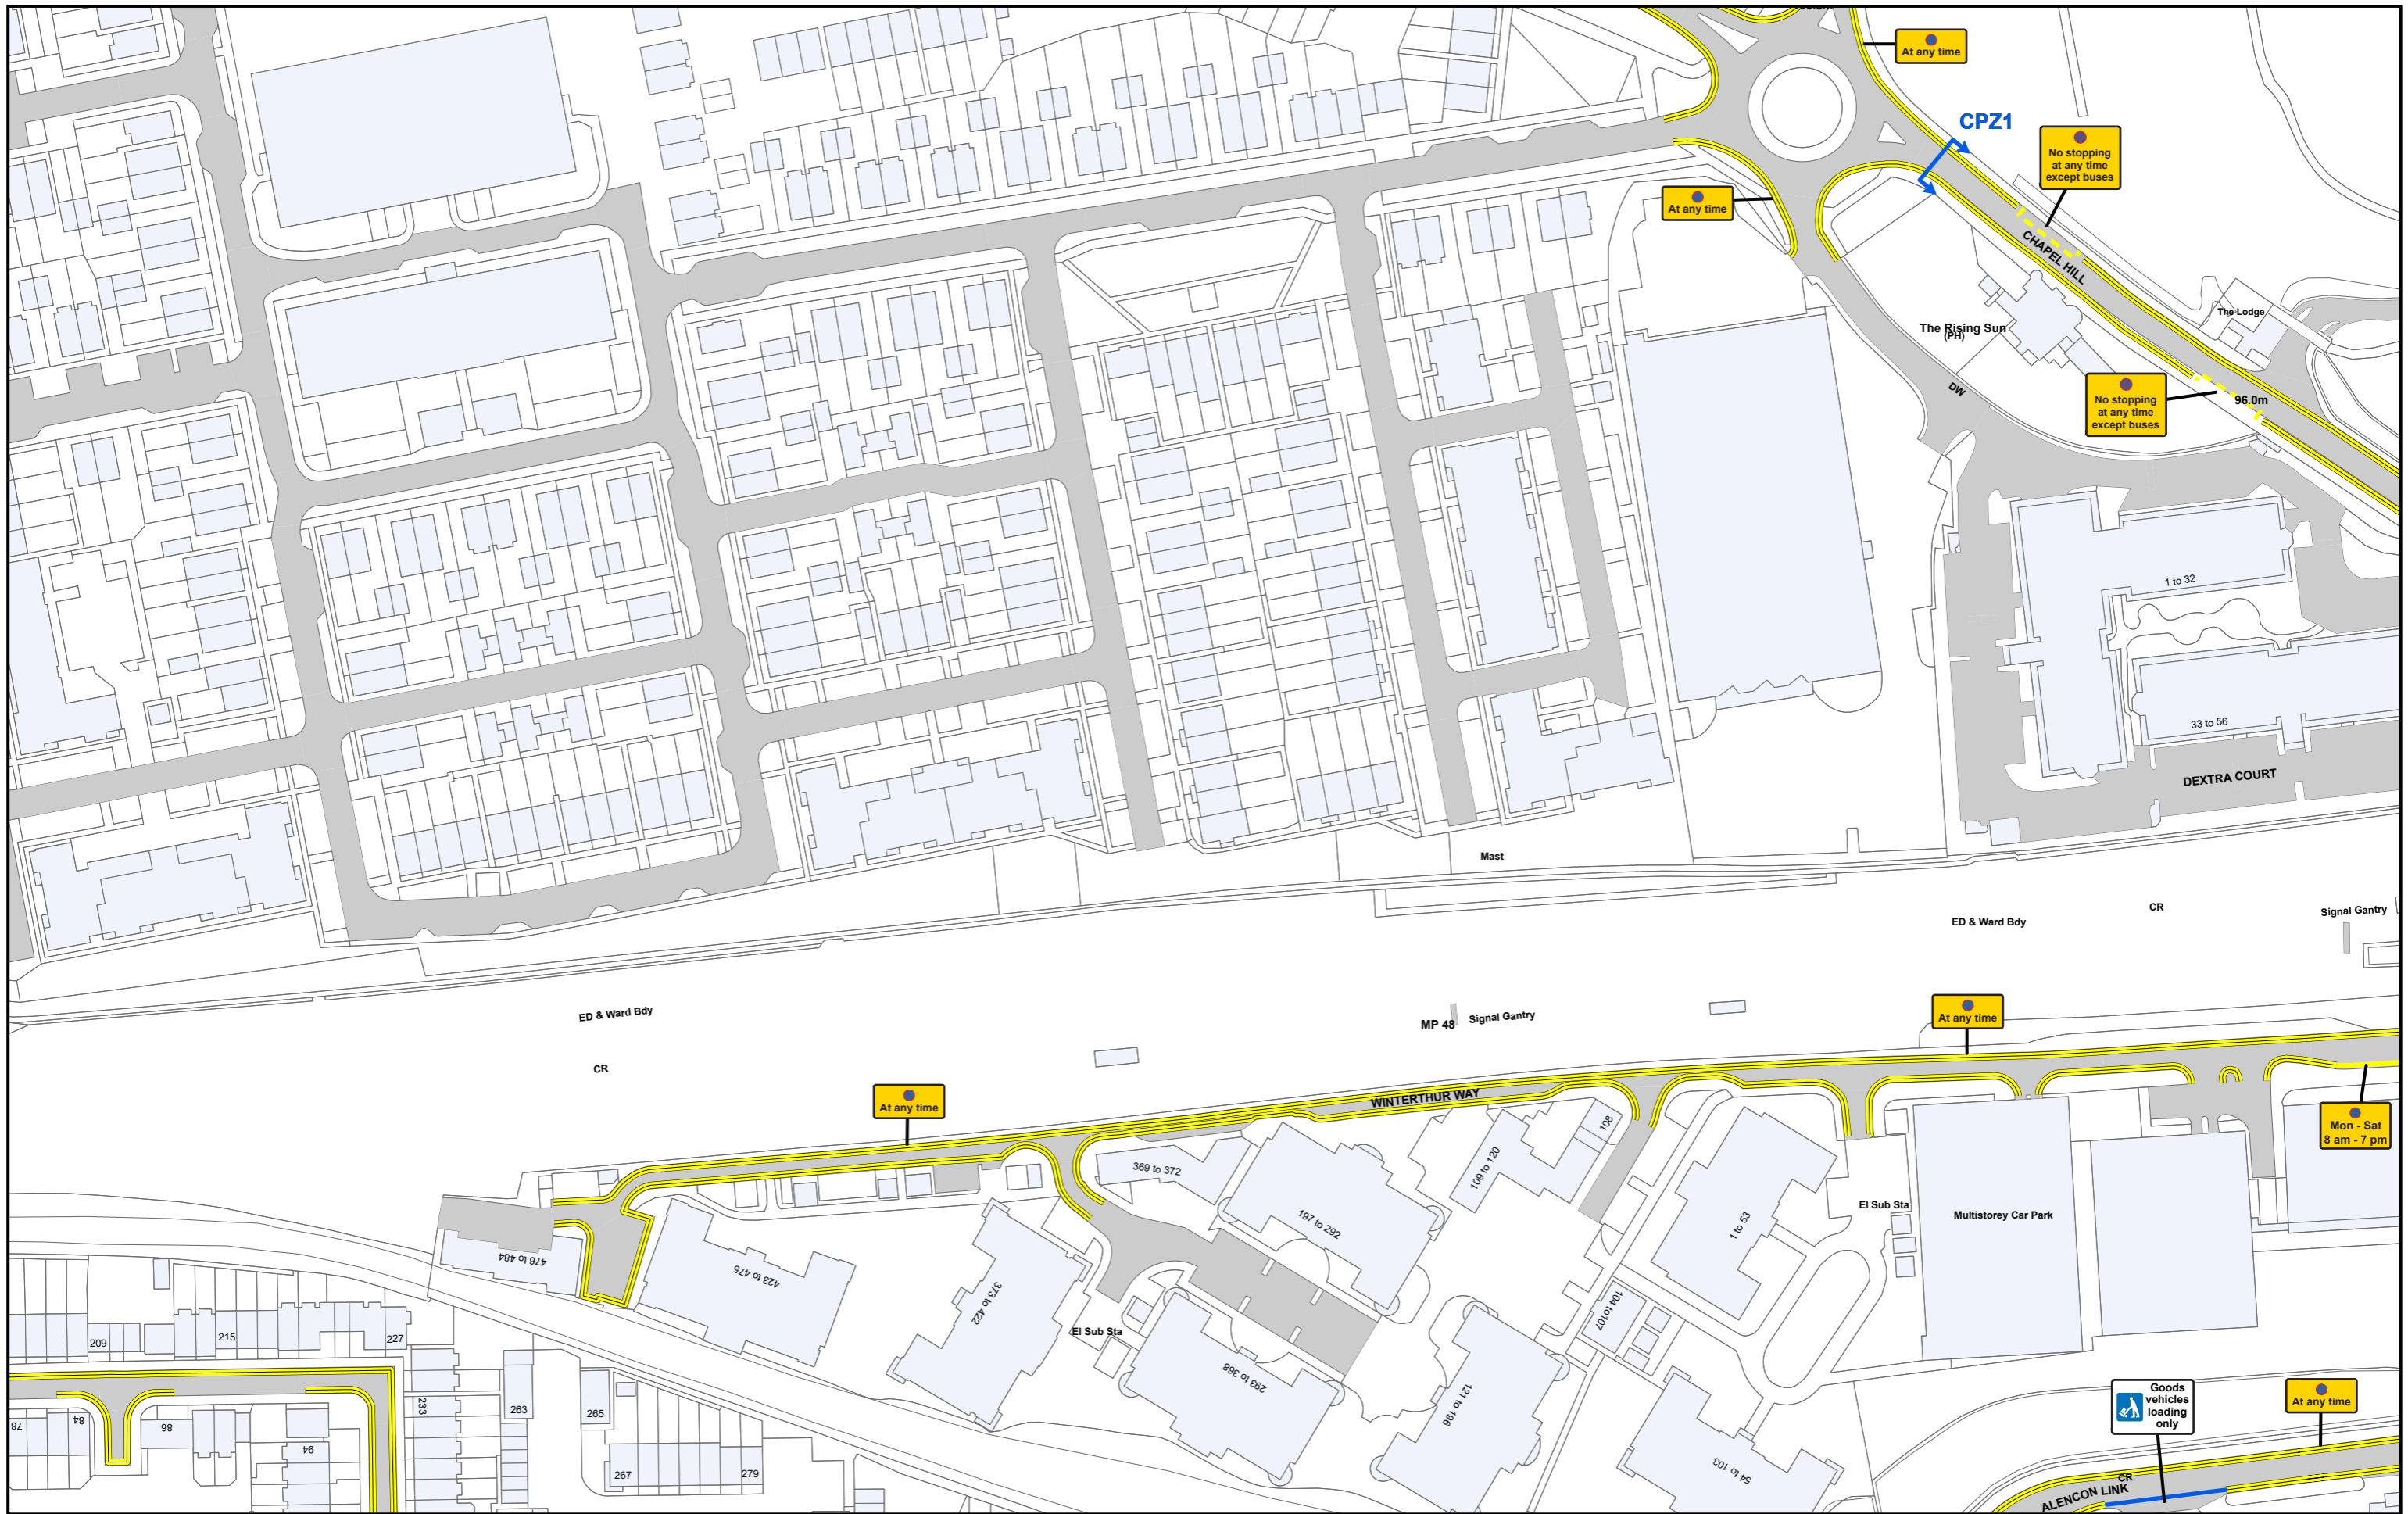 At any time
CPZ1
No stopping
at any time
except buses
At any time
CHAPEL HILL
The Lodge
The Rising Sun
(PH)
DW
No stopping
at any time
except buses
96.0m
1 to 32
33 to 56
DEXTRA COURT
Mast
CR
Signal Gantry
ED & Ward Bdy
ED & Ward Bdy
MP 48
Signal Gantry
At any time
CR
At any time
WINTERTHUR WAY
Mon - Sat
8 am - 7 pm
108
109 to 120
369 to 372
197 to 292
1 to 53
El Sub Sta
Multistorey Car Park
476 to 484
423 to 475
373 to 422
El Sub Sta
104 to107
209
215
227
293 to 368
121 to 196
233
263
265
78
84
86
94
267
279
54 to 103
Goods
vehicles
loading
only
At any time
CR
ALENCON LINK